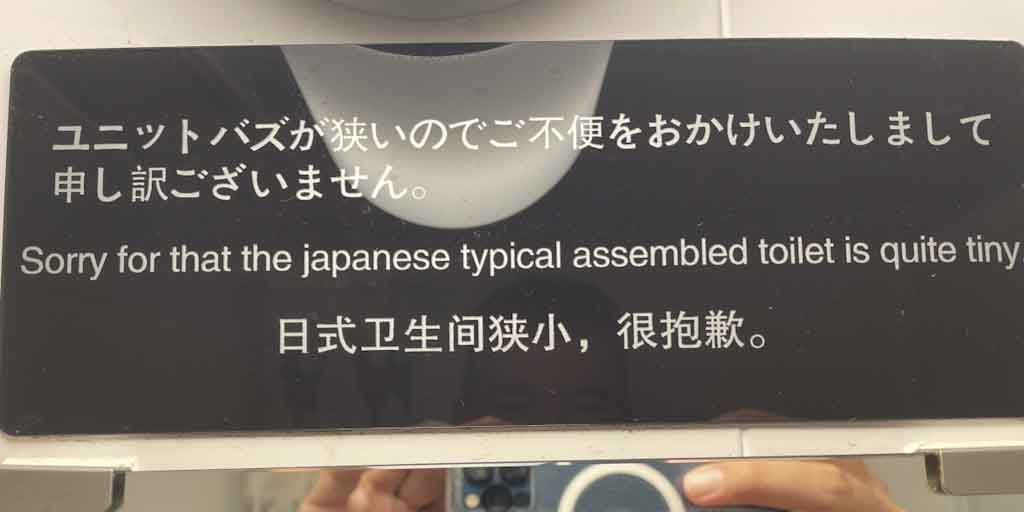 ユニットバズが狭いのでご不便をおかけいたしまして
申し訳ございません。
Sorry for that the japanese typical assembled toilet is quite tiny.
日式卫生间狭小，很抱歉。